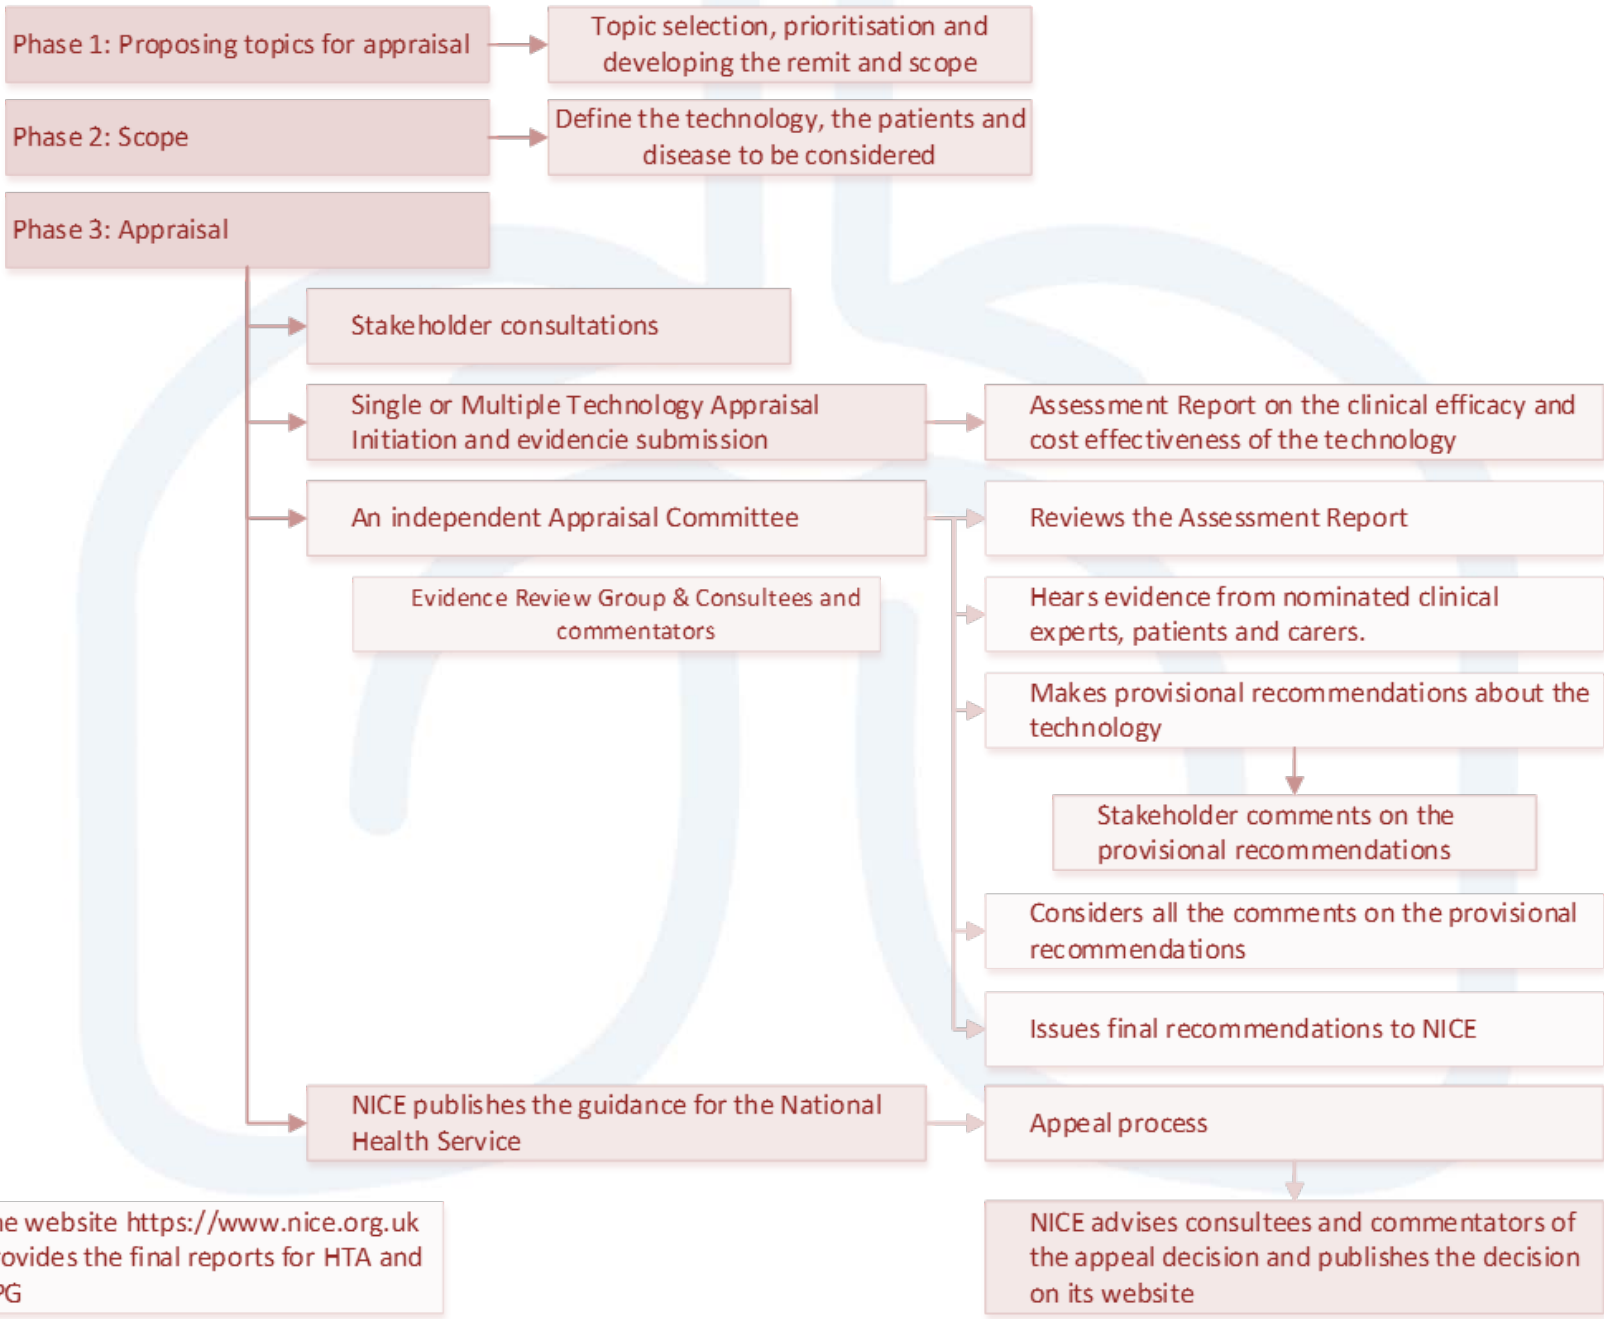 Phase 1: Proposing topics for appraisal
Topic selection, prioritisation and
developing the remit and scope
Phase 2: Scope
Define the technology, the patients and
disease to be considered
Phase 3: Appraisal
Stakeholder consultations
Single or Multiple Technology Appraisal
Initiation and evidencie submission
Assessment Report on the clinical efficacy and
cost effectiveness of the technology
An independent Appraisal Committee
Reviews the Assessment Report
Evidence Review Group & Consultees and
commentators
Hears evidence from nominated clinical
experts, patients and carers.
Makes provisional recommendations about the
technology
Stakeholder comments on the
provisional recommendations
Considers all the comments on the provisional
recommendations
Issues final recommendations to NICE
NICE publishes the guidance for the National
Health Service
Appeal process
website https://www.nice.org.uk
the final reports for HTA and
NICE advises consultees and commentators of
the appeal decision and publishes the decision
on its website